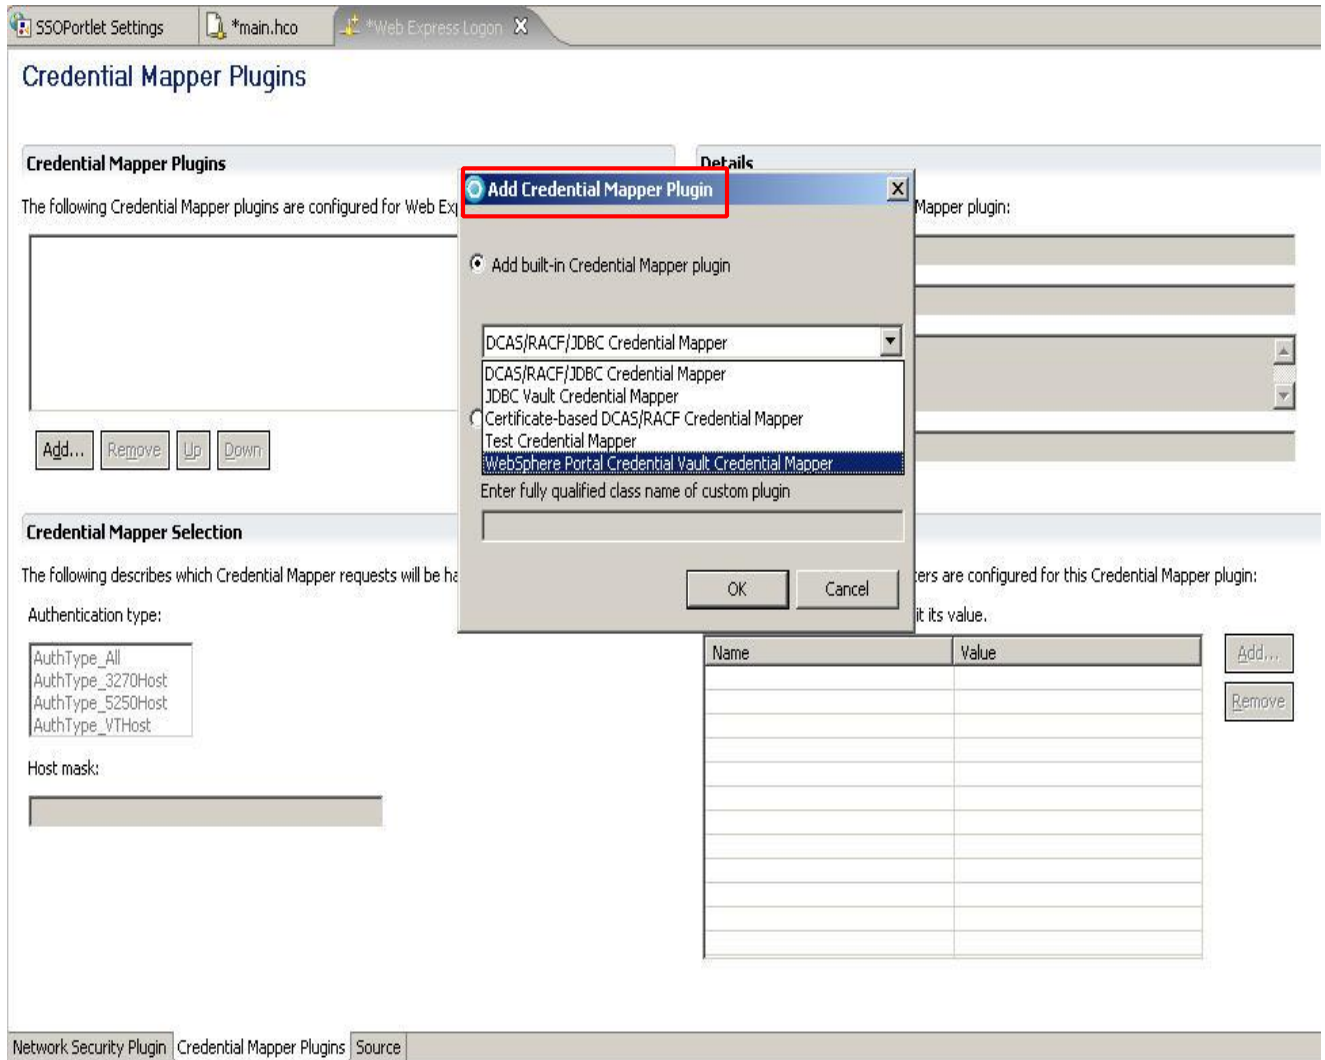 SSOPortlet Settings
*main.hco
*Web Express Logon
Credential Mapper Plugins
Credential Mapper Plugins
Details
The following Credential Mapper plugins are configured for Web Exp
Mapper plugin:
Add...
Remove
Up
Down
Add Credential Mapper Plugin
Add built-in Credential Mapper plugin
DCAS/RACF/JDBC Credential Mapper
DCAS/RACF/JDBC Credential Mapper
JDBC Vault Credential Mapper
Certificate-based DCAS/RACF Credential Mapper
Test Credential Mapper
WebSphere Portal Credential Vault Credential Mapper
Enter fully qualified class name of custom plugin
OK
Cancel
Credential Mapper Selection
The following describes which Credential Mapper requests will be ha
Authentication type:
AuthType_All
AuthType_3270Host
AuthType_5250Host
AuthType_VTHost
Host mask:
ers are configured for this Credential Mapper plugin:
it its value.
Name
Value
Add...
Remove
Network Security Plugin
Credential Mapper Plugins
Source